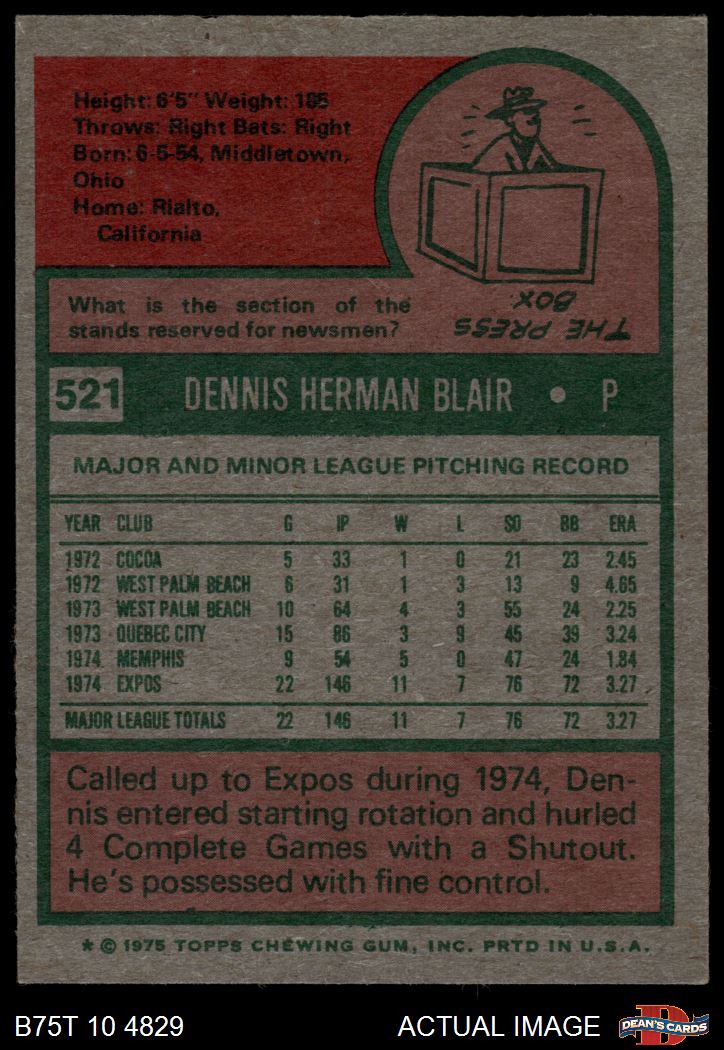 Height: 6'5" Weight: 185
Throws: Right Bats: Right
Born: 6-5-54, Middletown,
Ohio
Home: Rialto,
California
What is the section of the
stands reserved for newsmen?
THE PRESS
BOX
521 DENNIS HERMAN BLAIR • P
MAJOR AND MINOR LEAGUE PITCHING RECORD
YEAR CLUB G IP W L SO BB ERA
1972 COCOA 5 33 1 0 21 23 2.45
1972 WEST PALM BEACH 6 31 1 3 13 9 4.65
1973 WEST PALM BEACH 10 64 4 3 55 24 2.25
1973 QUEBEC CITY 15 86 3 9 45 39 3.24
1974 MEMPHIS 9 54 5 0 47 24 1.84
1974 EXPOS 22 146 11 7 76 72 3.27
MAJOR LEAGUE TOTALS 22 146 11 7 76 72 3.27
Called up to Expos during 1974, Den-
nis entered starting rotation and hurled
4 Complete Games with a Shutout.
He's possessed with fine control.
* © 1975 TOPPS CHEWING GUM, INC. PRTD IN U.S.A.
B75T 10 4829 ACTUAL IMAGE
DEAN'S CARDS